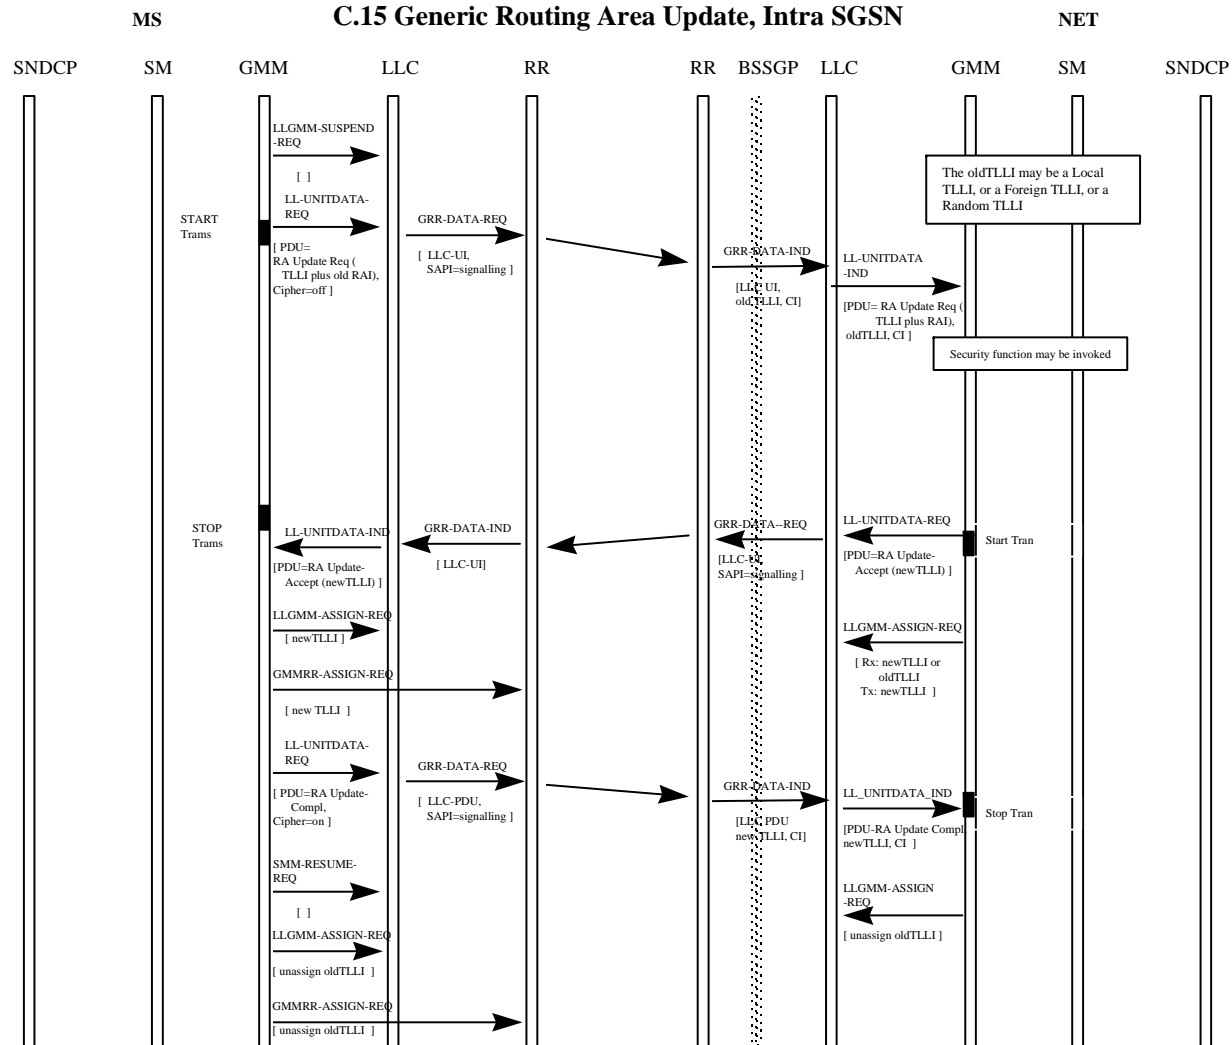 C.15 Generic Routing Area Update, Intra SGSN
MS
NET
SNDCP SM GMM LLC RR RR BSSGP LLC GMM SM SNDCP
LLGMM-SUSPEND
-REQ
[ ]
The oldTLLI may be a Local
TLLI, or a Foreign TLLI, or a
Random TLLI
START
Trams
LL-UNITDATA-
REQ
[ PDU=
RA Update Req (
TLLI plus old RAI),
Cipher=off ]
GRR-DATA-REQ
[ LLC-UI,
SAPI=signalling ]
GRR-DATA-IND
[LLC-UI,
old TLLI, CI]
LL-UNITDATA
-IND
[PDU= RA Update Req (
TLLI plus RAI),
oldTLLI, CI ]
Security function may be invoked
STOP
Trams
LL-UNITDATA-IND
[PDU=RA Update-
Accept (newTLLI) ]
GRR-DATA-IND
[ LLC-UI]
GRR-DATA--REQ
[LLC-UI,
SAPI=signalling ]
LL-UNITDATA-REQ
[PDU=RA Update-
Accept (newTLLI) ]
Start Tran
LLGMM-ASSIGN-REQ
[ newTLLI ]
LLGMM-ASSIGN-REQ
[ Rx: newTLLI or
oldTLLI
Tx: newTLLI ]
GMMRR-ASSIGN-REQ
[ new TLLI ]
LL-UNITDATA-
REQ
[ PDU=RA Update-
Compl,
Cipher=on ]
GRR-DATA-REQ
[ LLC-PDU,
SAPI=signalling ]
GRR-DATA-IND
[LLC PDU
new TLLI, CI]
LL_UNITDATA_IND
[PDU-RA Update Compl,
newTLLI, CI ]
Stop Tran
SMM-RESUME-
REQ
[ ]
LLGMM-ASSIGN
-REQ
[ unassign oldTLLI ]
LLGMM-ASSIGN-REQ
[ unassign oldTLLI ]
GMMRR-ASSIGN-REQ
[ unassign oldTLLI ]